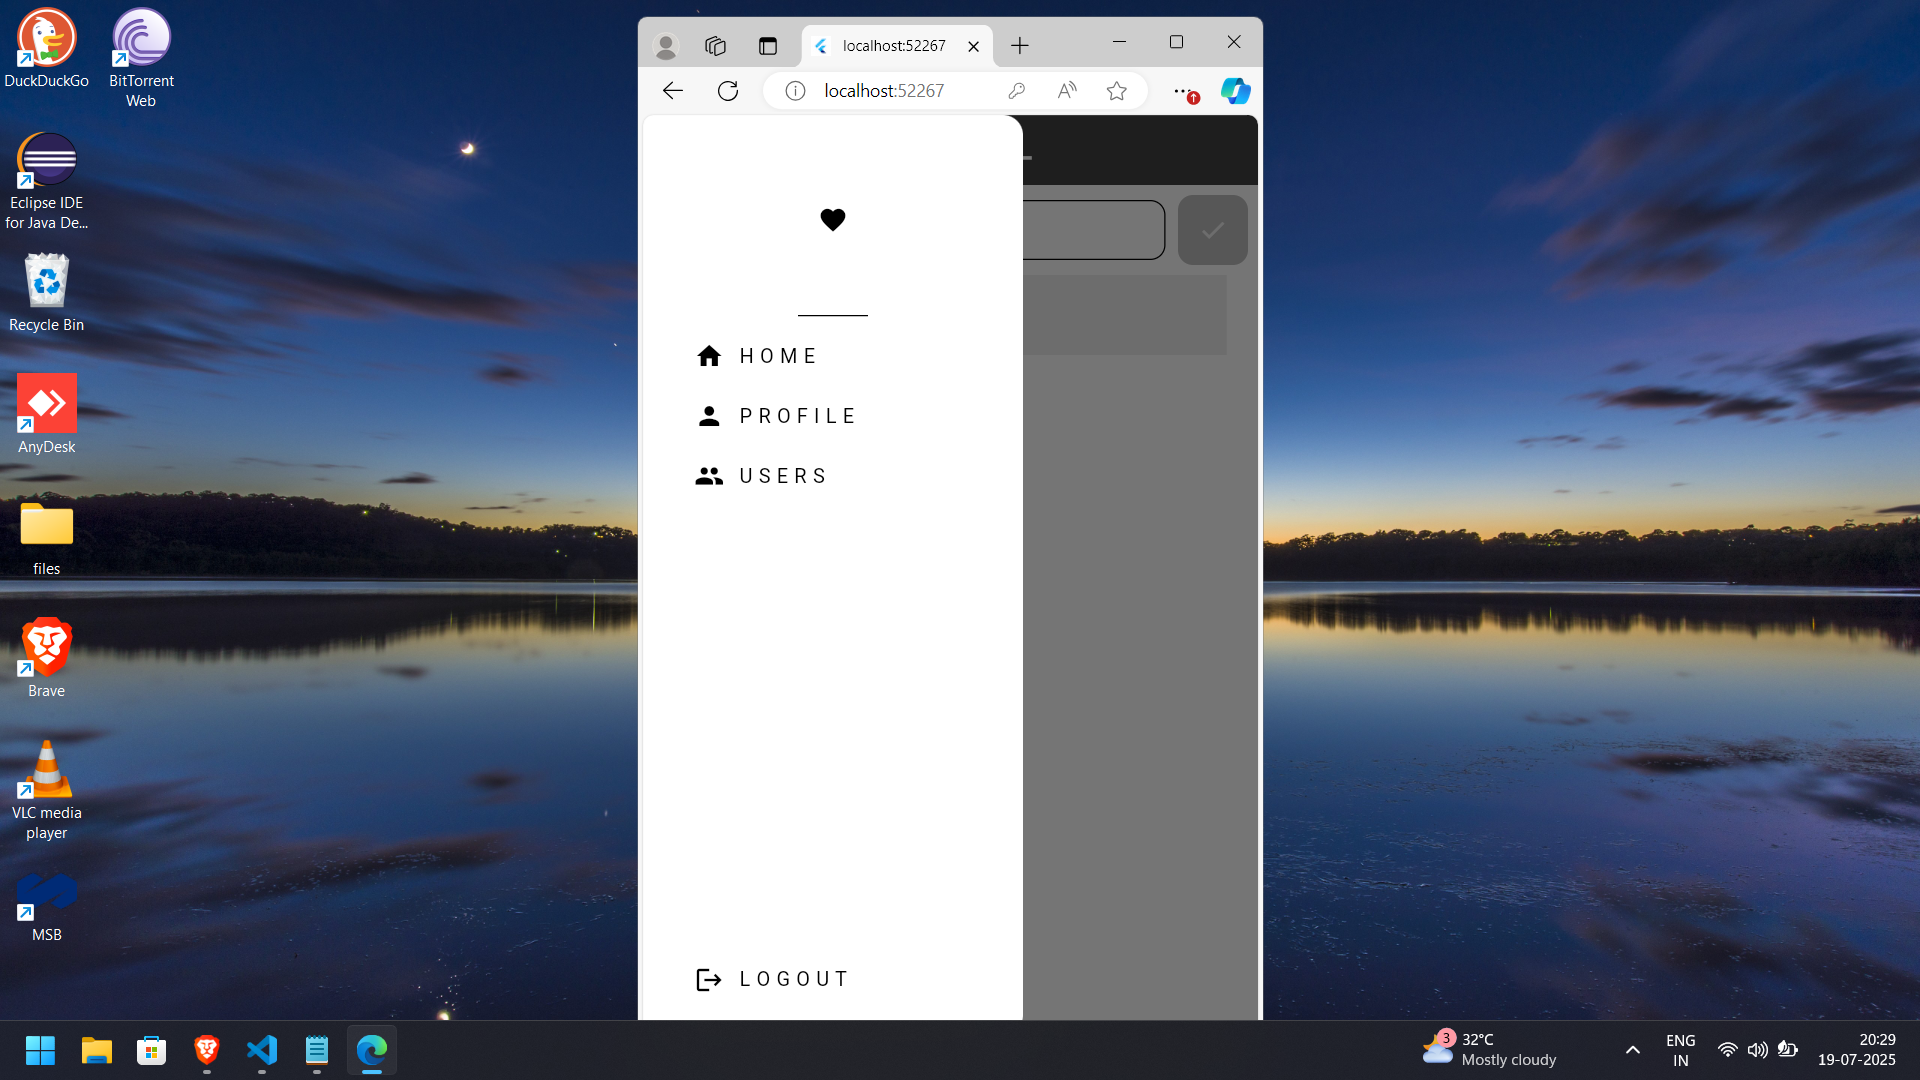 DuckDuckGo
BitTorrent
Web
Eclipse IDE
for Java De...
Recycle Bin
AnyDesk
files
Brave
VLC media
player
MSB
localhost:52267
localhost:52267
HOME
PROFILE
USERS
LOGOUT
3
32°C
Mostly cloudy
ENG
IN
20:29
19-07-2025